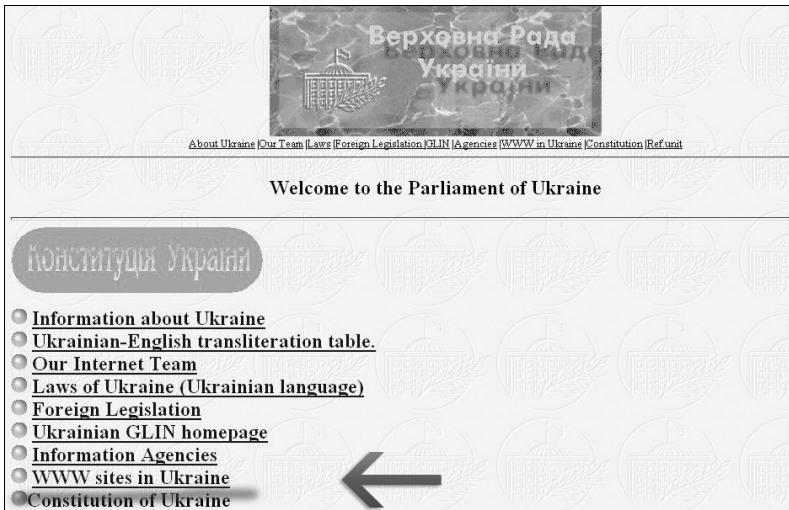 Верховна Рада
України
About Ukraine |Our Team |Laws |Foreign Legislation |GLIN |Agencies |WWW in Ukraine |Constitution |Ref.unit
Welcome to the Parliament of Ukraine
Конституція України
Information about Ukraine
Ukrainian-English transliteration table.
Our Internet Team
Laws of Ukraine (Ukrainian language)
Foreign Legislation
Ukrainian GLIN homepage
Information Agencies
WWW sites in Ukraine
Constitution of Ukraine